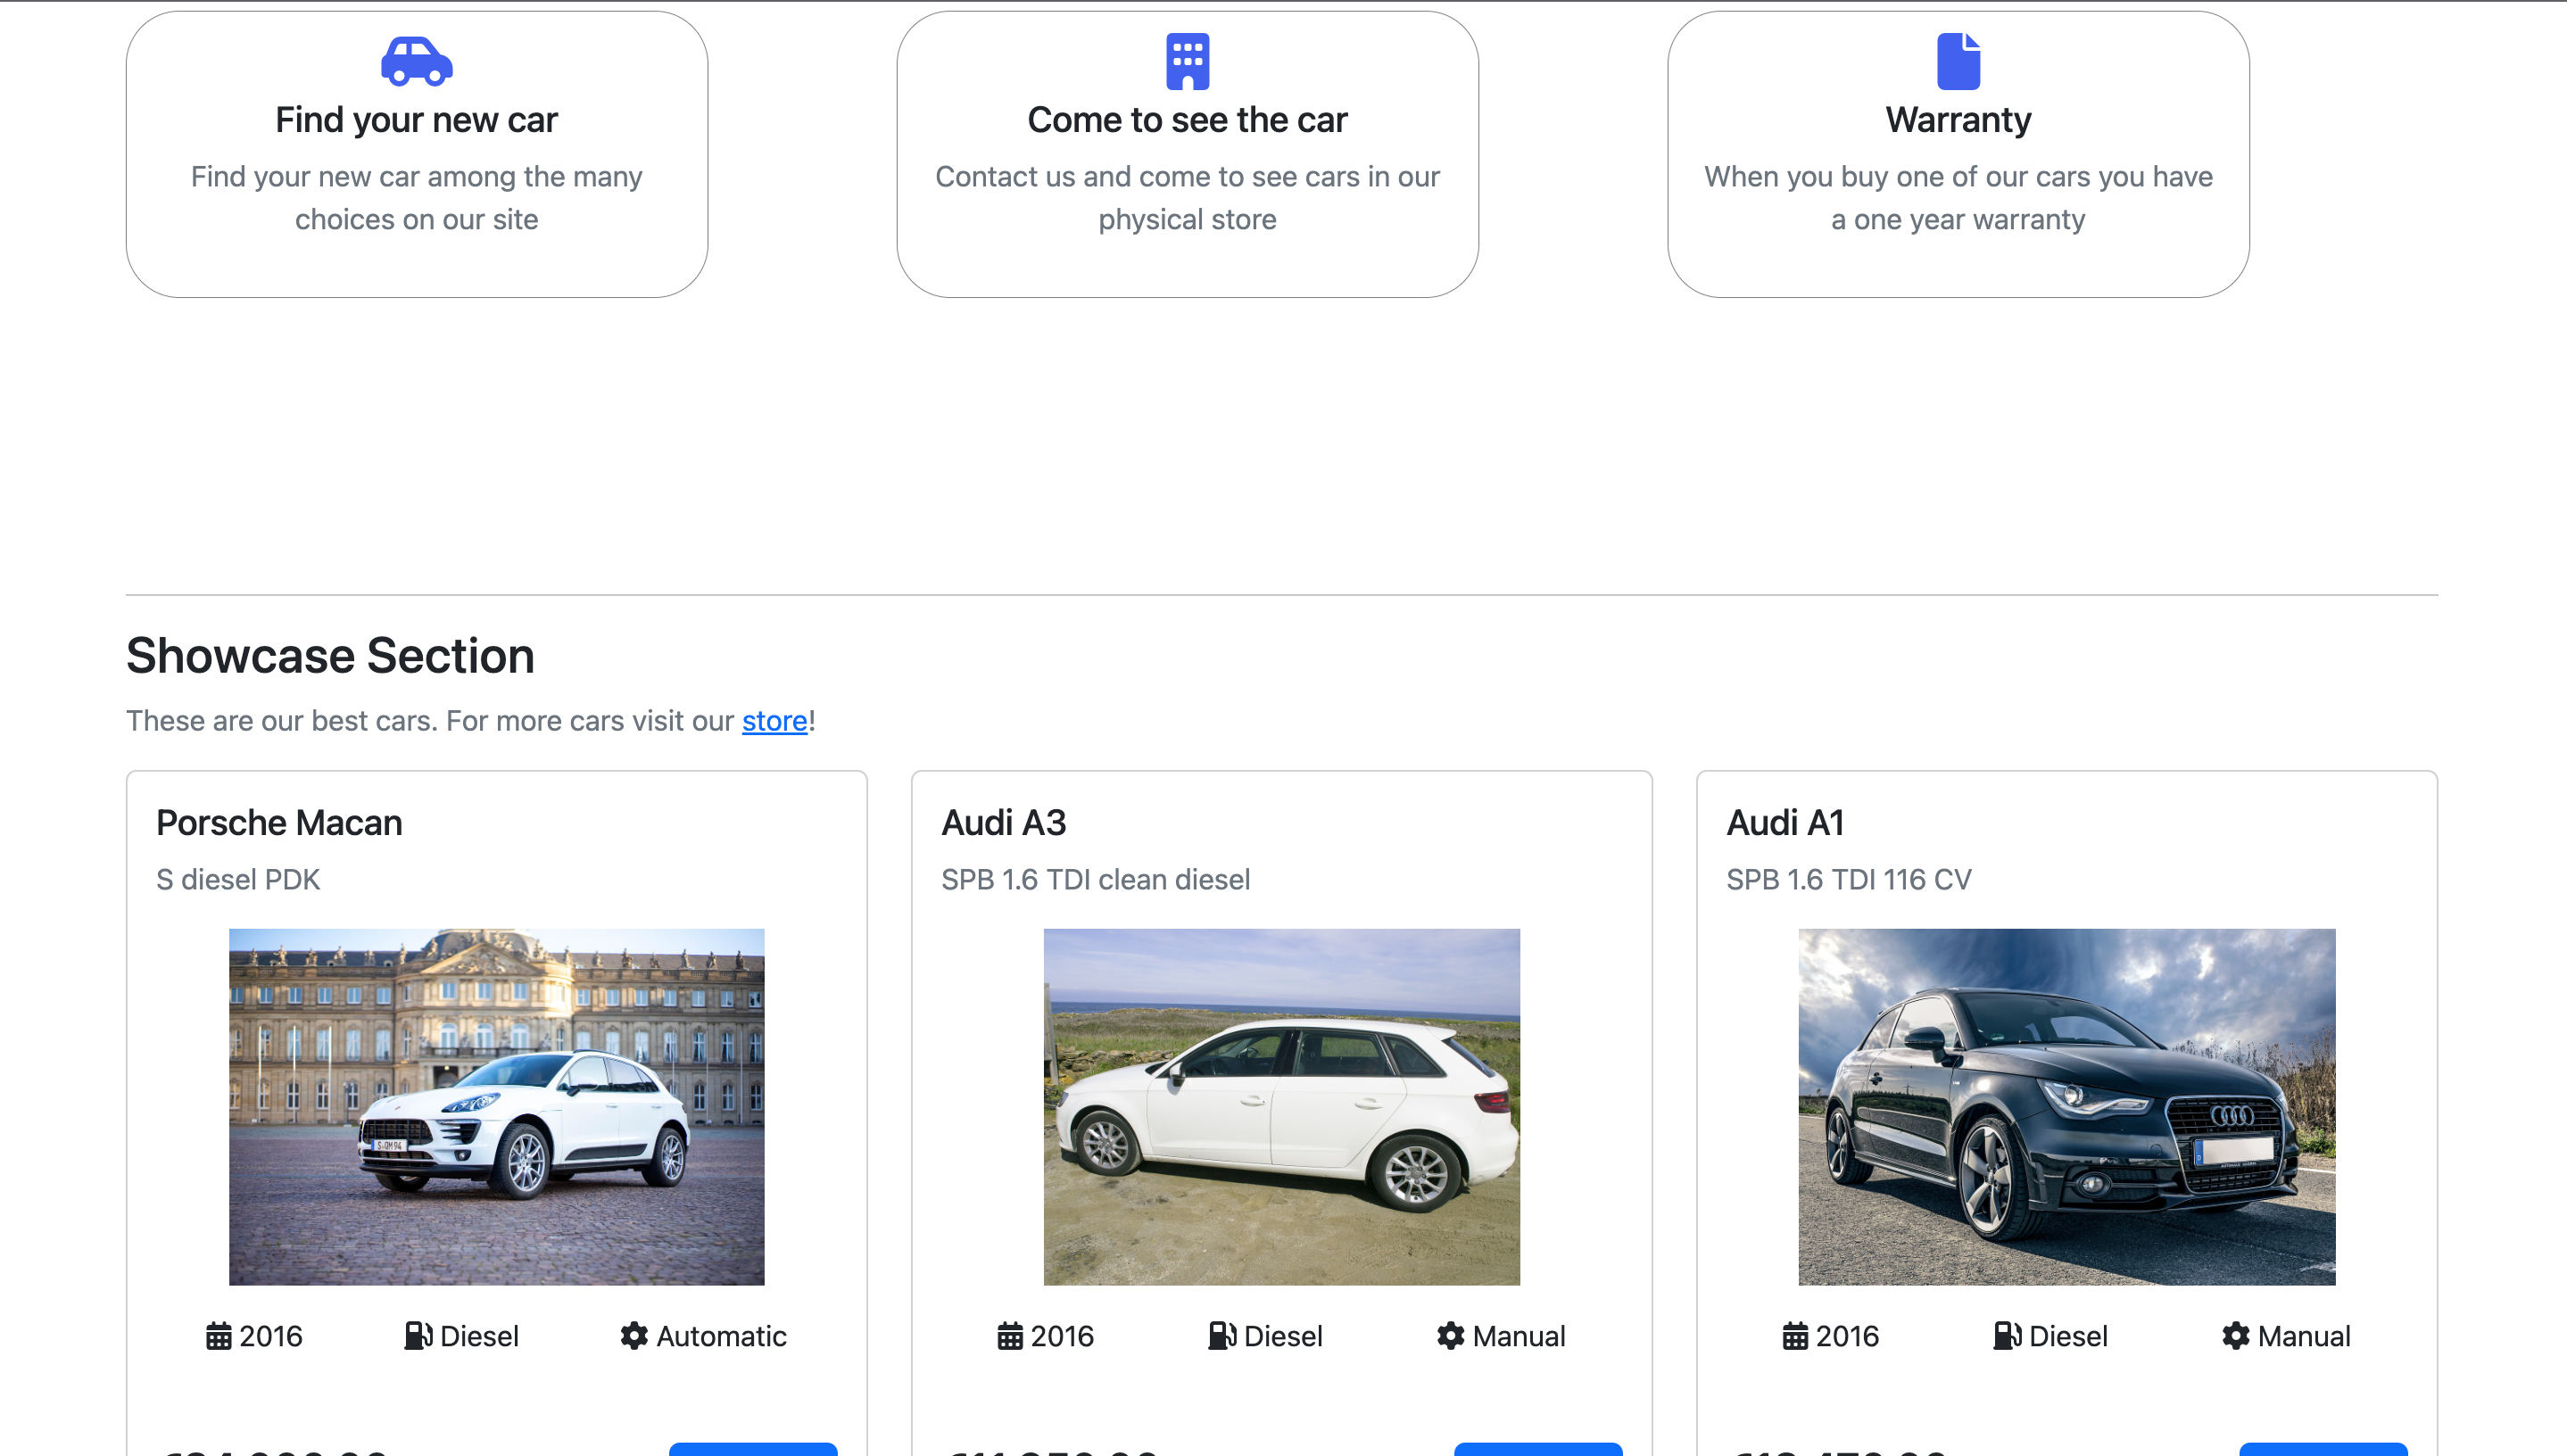 Find your new car
Come to see the car
Warranty
Find your new car among the many
choices on our site
Contact us and come to see cars in our
physical store
When you buy one of our cars you have
a one year warranty
Showcase Section
These are our best cars. For more cars visit our store!
Porsche Macan
Audi A3
Audi A1
S diesel PDK
SPB 1.6 TDI clean diesel
SPB 1.6 TDI 116 CV
2016 Diesel Automatic
2016 Diesel Manual
2016 Diesel Manual